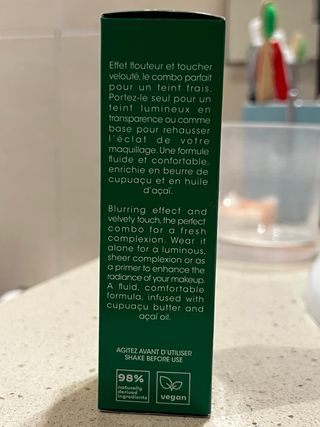 Effet flouteur et toucher
velouté, le combo parfait
pour un teint frais.
Portez-le seul pour un
teint lumineux en
transparence ou comme
base pour rehausser
l'éclat de votre
maquillage. Une formule
fluide et confortable,
enrichie en beurre de
cupuaçu et en huile
d'açaï.
Blurring effect and
velvety touch, the perfect
combo for a fresh
complexion. Wear it
alone for a luminous,
sheer complexion or as
a primer to enhance the
radiance of your makeup.
A fluid, comfortable
formula, infused with
cupuaçu butter and
açaï oil.
AGITEZ AVANT D'UTILISER
SHAKE BEFORE USE
98%
naturally
derived
ingredients
vegan